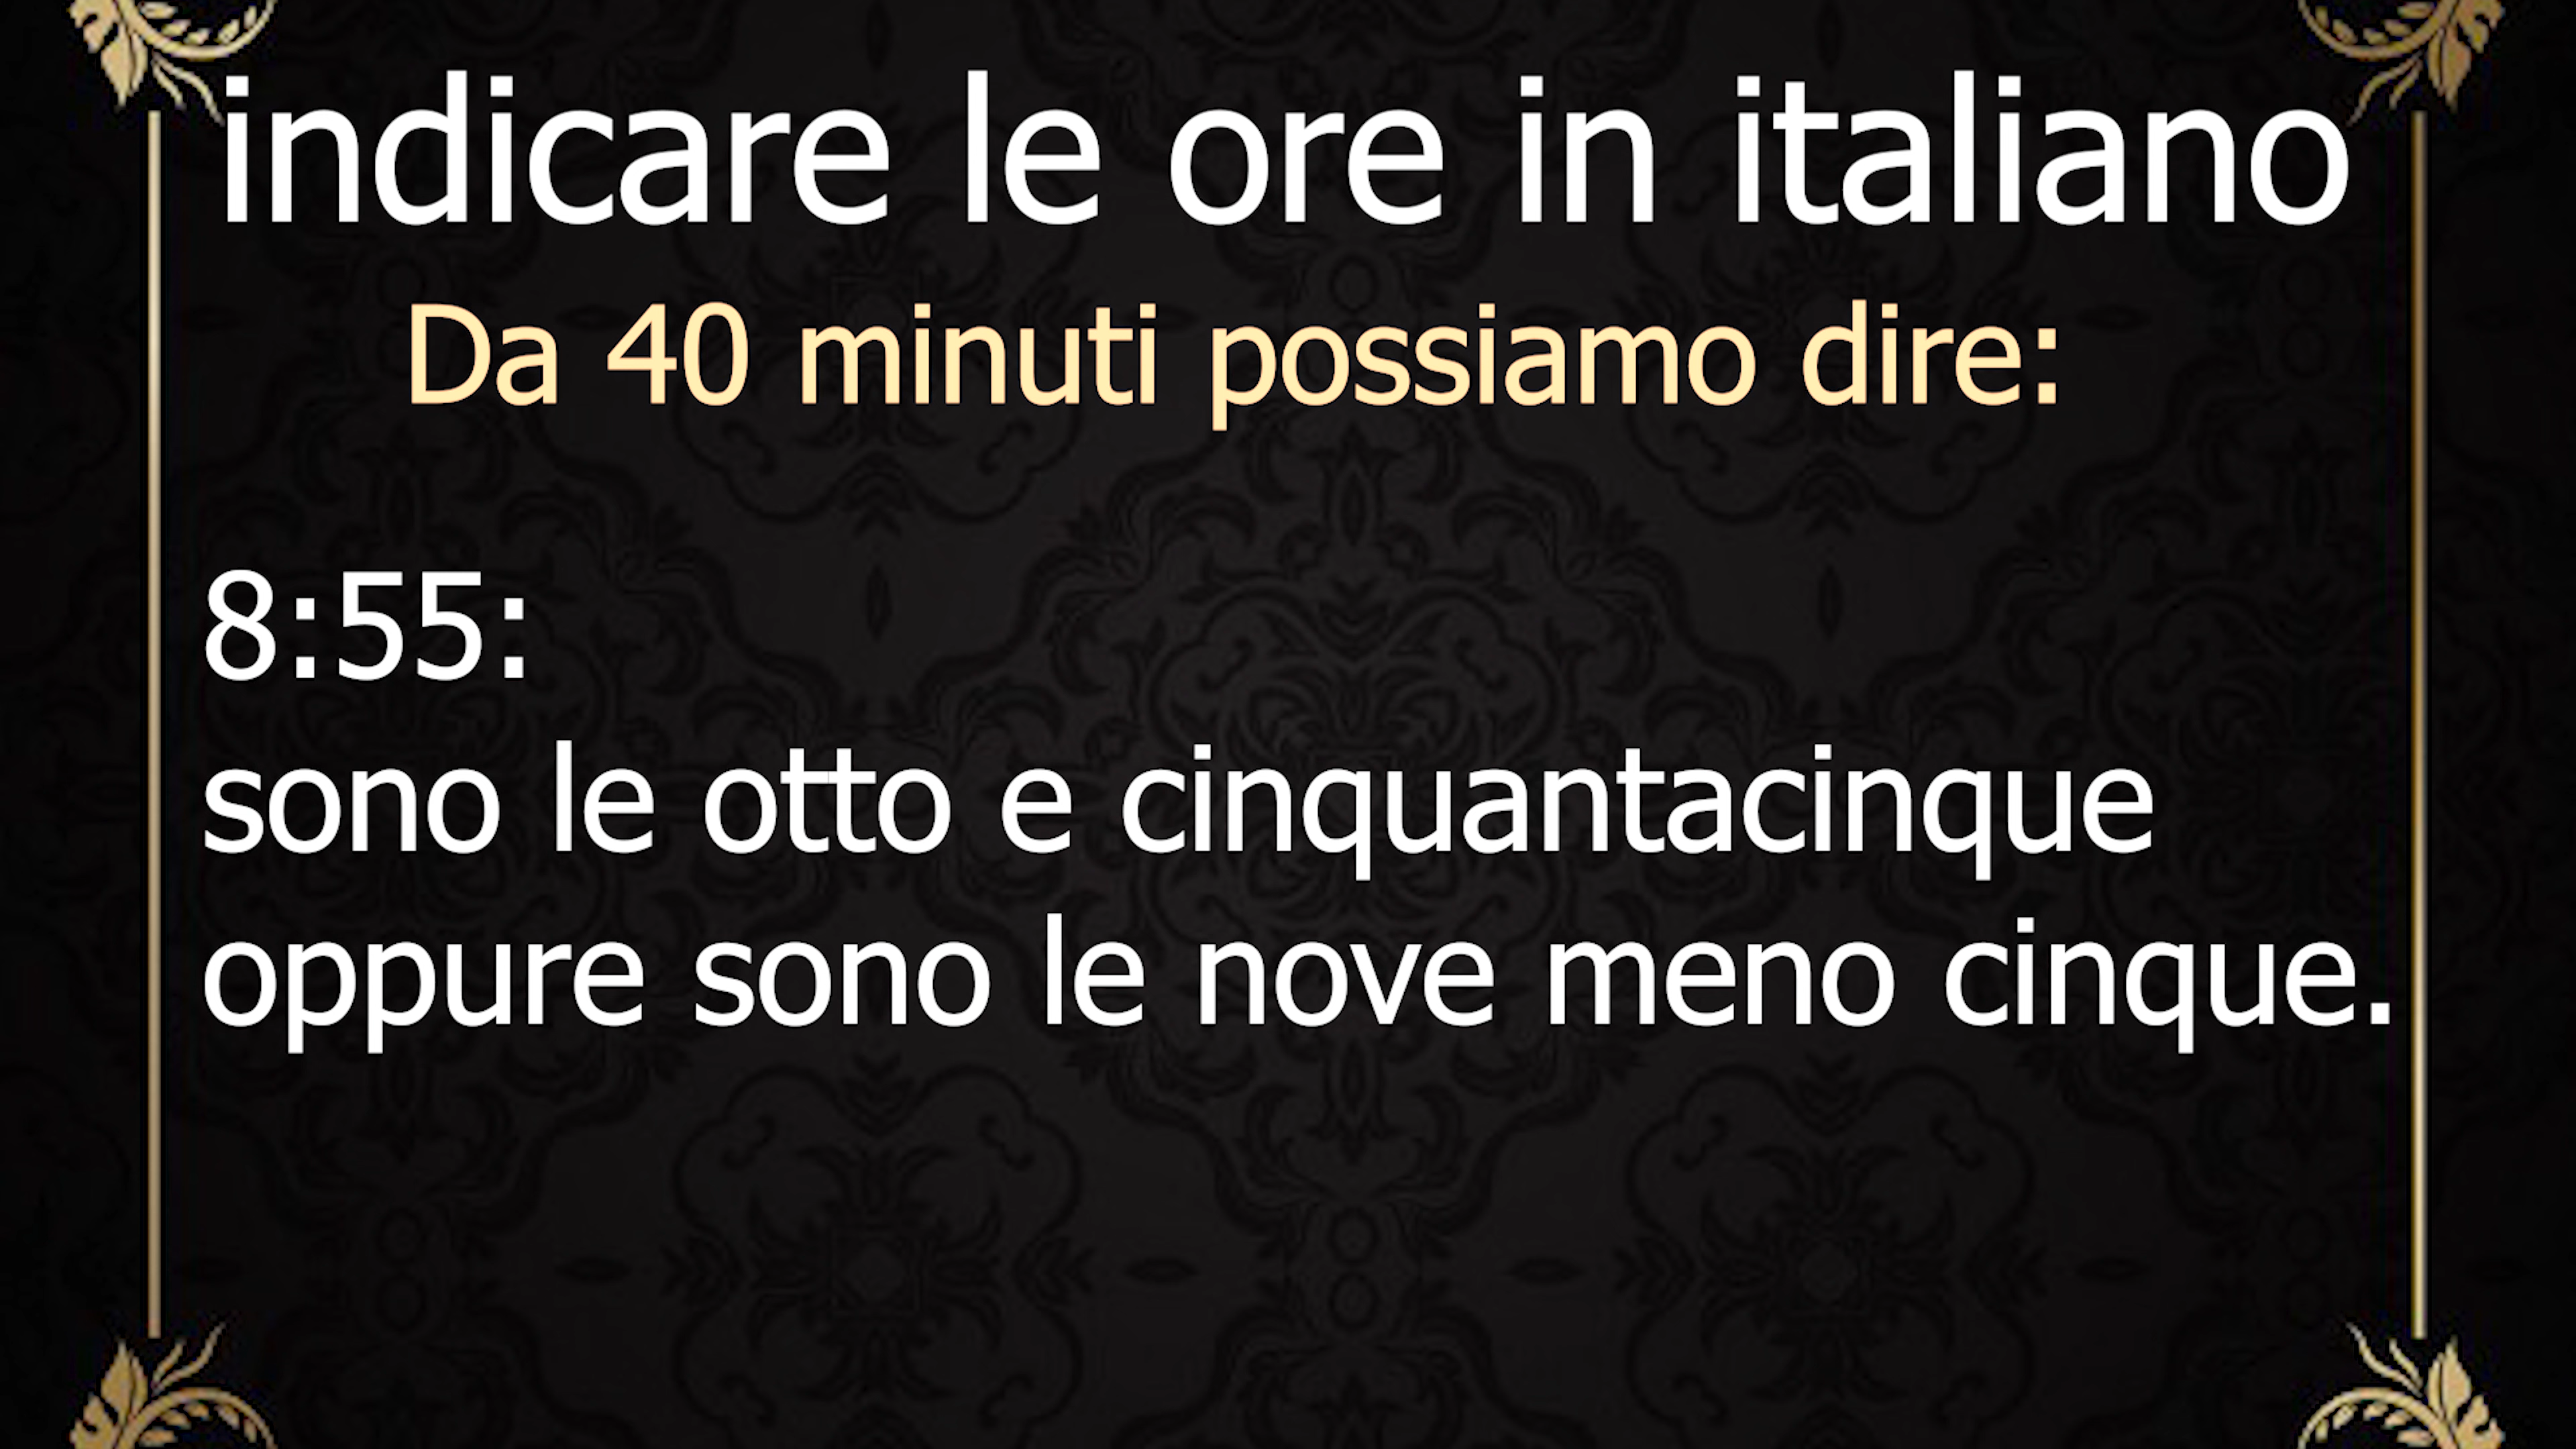 indicare le ore in italiano
Da 40 minuti possiamo dire:
8:55:
sono le otto e cinquantacinque
oppure sono le nove meno cinque.